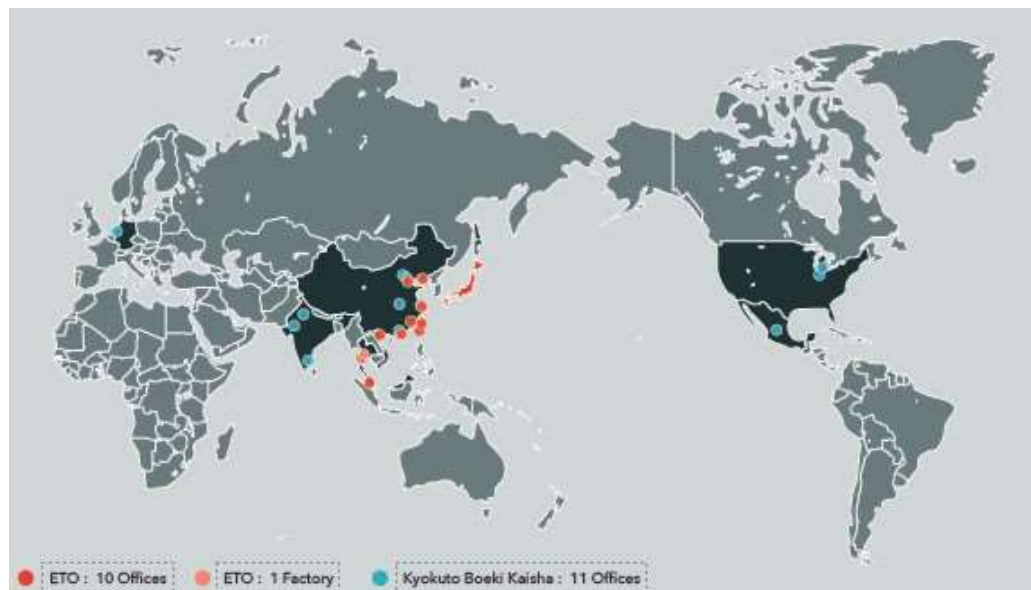 ETO : 10 Offices
ETO : 1 Factory
Kyokuto Boeki Kaisha : 11 Offices